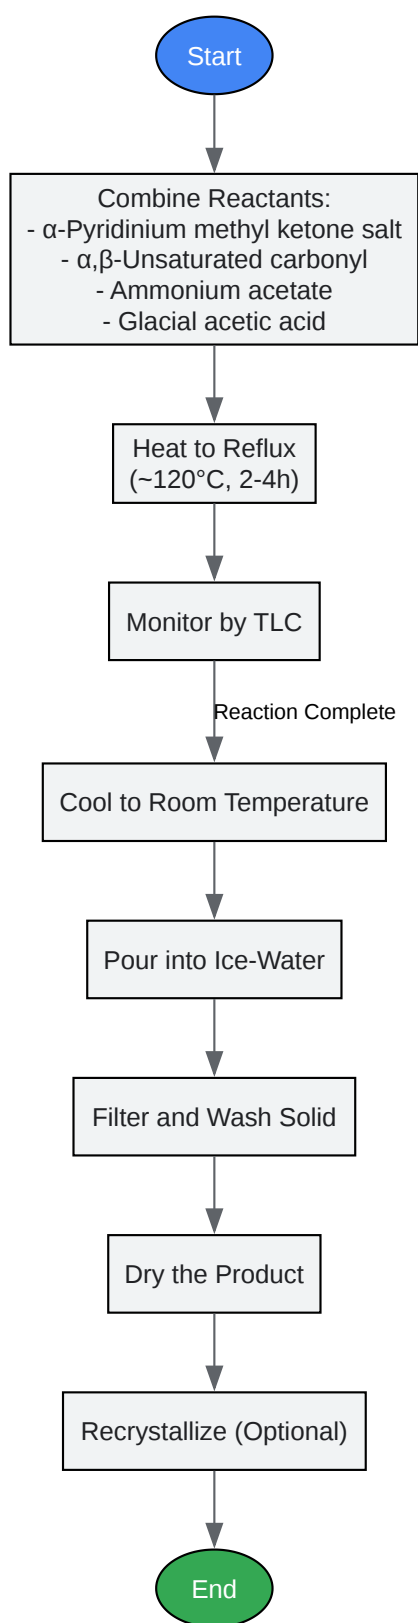 Start
Combine Reactants:
- α-Pyridinium methyl ketone salt
- α,β-Unsaturated carbonyl
- Ammonium acetate
- Glacial acetic acid
Heat to Reflux
(~120°C, 2-4h)
Monitor by TLC
Reaction Complete
Cool to Room Temperature
Pour into Ice-Water
Filter and Wash Solid
Dry the Product
Recrystallize (Optional)
End